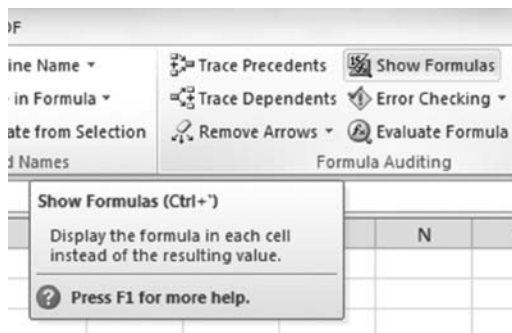 DF
ine Name
Trace Precedents
Show Formulas
in Formula
Trace Dependents
Error Checking
ate from Selection
Remove Arrows
Evaluate Formula
d Names
Formula Auditing
Show Formulas (Ctrl+`)
Display the formula in each cell
instead of the resulting value.
Press F1 for more help.
N